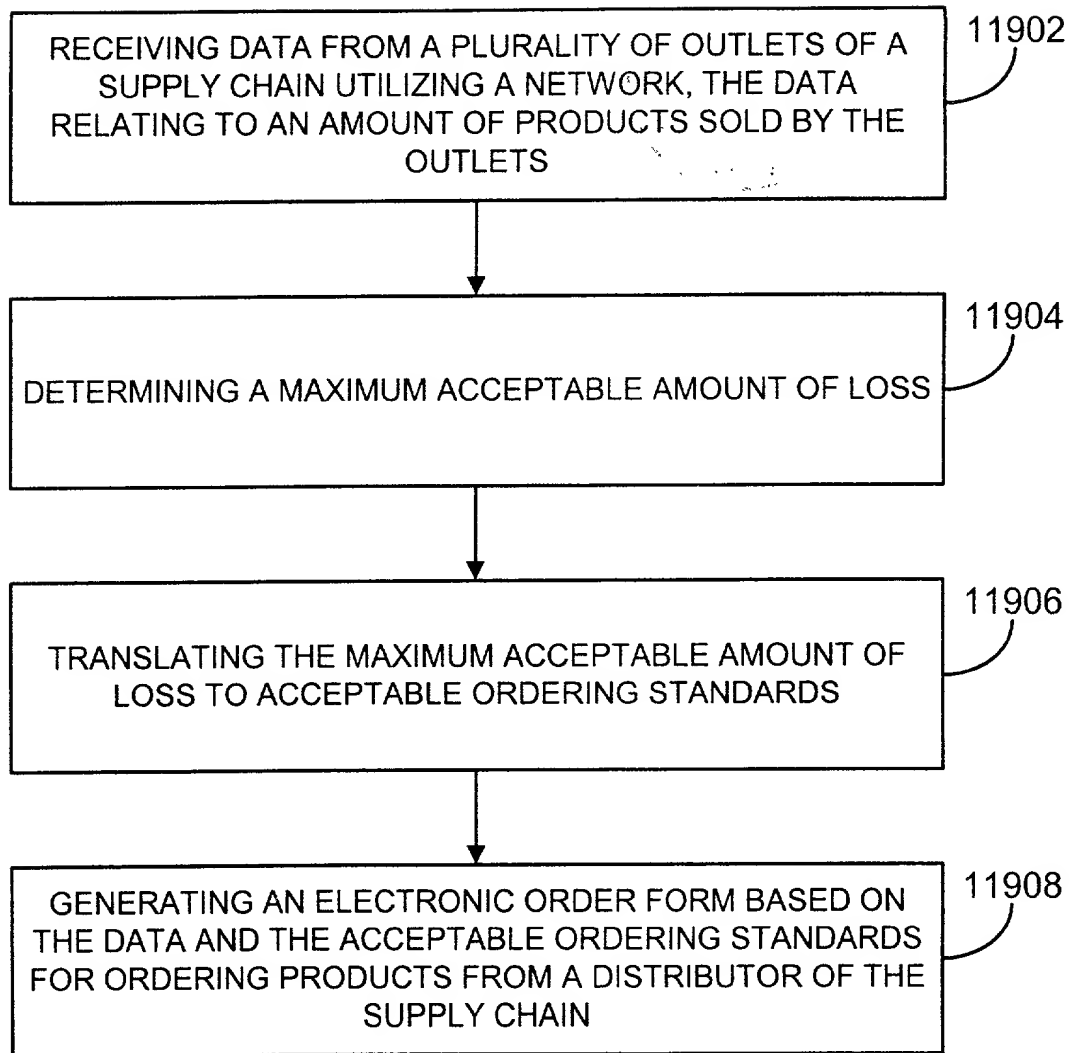 RECEIVING DATA FROM A PLURALITY OF OUTLETS OF A
SUPPLY CHAIN UTILIZING A NETWORK, THE DATA
RELATING TO AN AMOUNT OF PRODUCTS SOLD BY THE
OUTLETS
11902
DETERMINING A MAXIMUM ACCEPTABLE AMOUNT OF LOSS
11904
TRANSLATING THE MAXIMUM ACCEPTABLE AMOUNT OF
LOSS TO ACCEPTABLE ORDERING STANDARDS
11906
GENERATING AN ELECTRONIC ORDER FORM BASED ON
THE DATA AND THE ACCEPTABLE ORDERING STANDARDS
FOR ORDERING PRODUCTS FROM A DISTRIBUTOR OF THE
SUPPLY CHAIN
11908